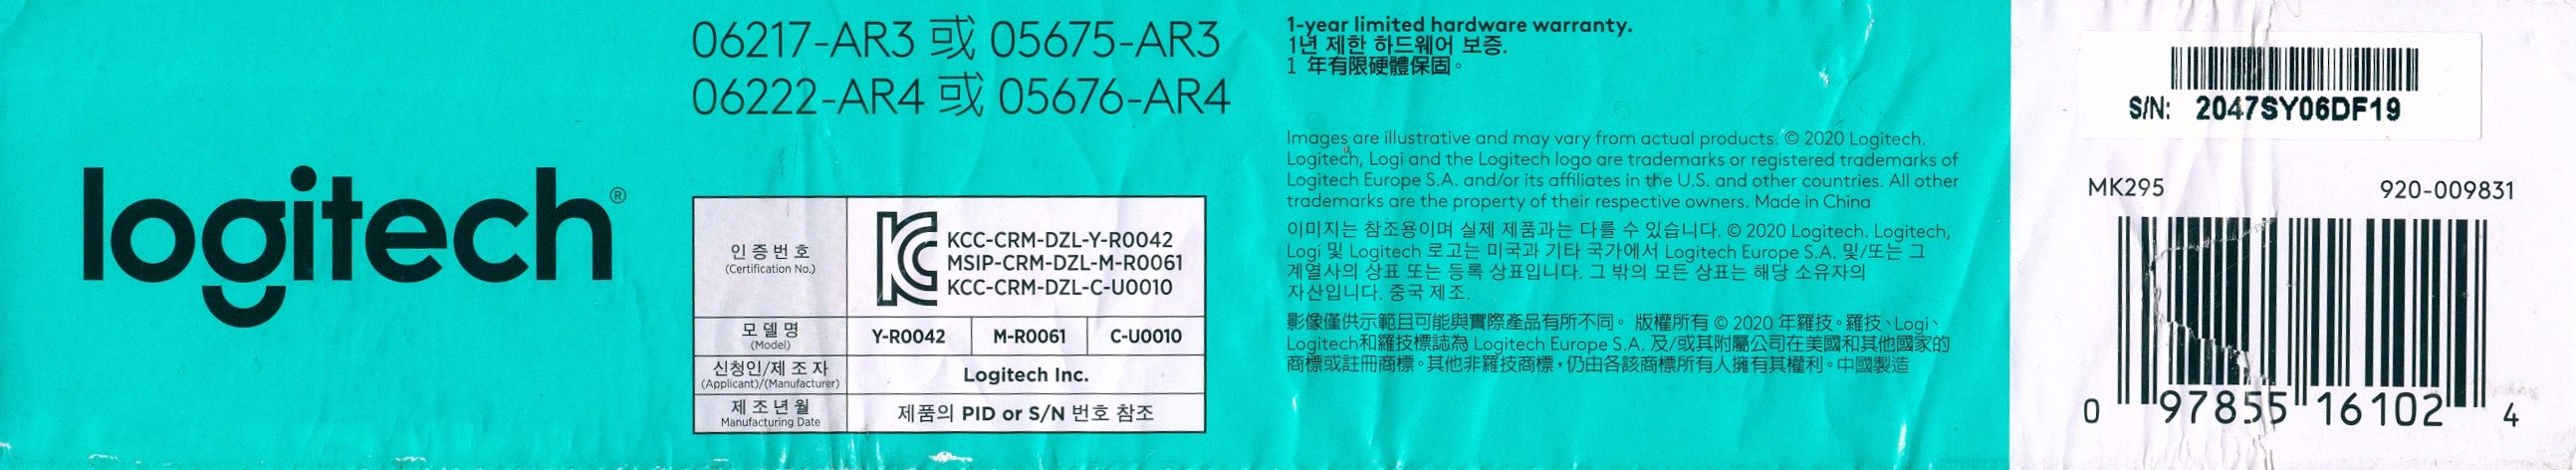 logitech®
06217-AR3 或 05675-AR3
06222-AR4 或 05676-AR4
인 증 번 호
(Certification No.)
KCC-CRM-DZL-Y-R0042
MSIP-CRM-DZL-M-R0061
KCC-CRM-DZL-C-U0010
모 델 명
(Model)
Y-R0042 M-R0061 C-U0010
신청인/제 조 자
(Applicant)/(Manufacturer)
Logitech Inc.
제 조 년 월
Manufacturing Date
제품의 PID or S/N 번호 참조
1-year limited hardware warranty.
1년 제한 하드웨어 보증.
1 年有限硬體保固。
Images are illustrative and may vary from actual products. © 2020 Logitech.
Logitech, Logi and the Logitech logo are trademarks or registered trademarks of
Logitech Europe S.A. and/or its affiliates in the U.S. and other countries. All other
trademarks are the property of their respective owners. Made in China
이미지는 참조용이며 실제 제품과는 다를 수 있습니다. © 2020 Logitech. Logitech,
Logi 및 Logitech 로고는 미국과 기타 국가에서 Logitech Europe S.A. 및/또는 그
계열사의 상표 또는 등록 상표입니다. 그 밖의 모든 상표는 해당 소유자의
자산입니다. 중국 제조.
影像僅供示範且可能與實際產品有所不同。 版權所有 © 2020 年羅技。羅技、Logi、
Logitech和羅技標誌為 Logitech Europe S.A. 及/或其附屬公司在美國和其他國家的
商標或註冊商標。其他非羅技商標，仍由各該商標所有人擁有其權利。中國製造
S/N: 2047SY06DF19
MK295 920-009831
0 97855 16102 4